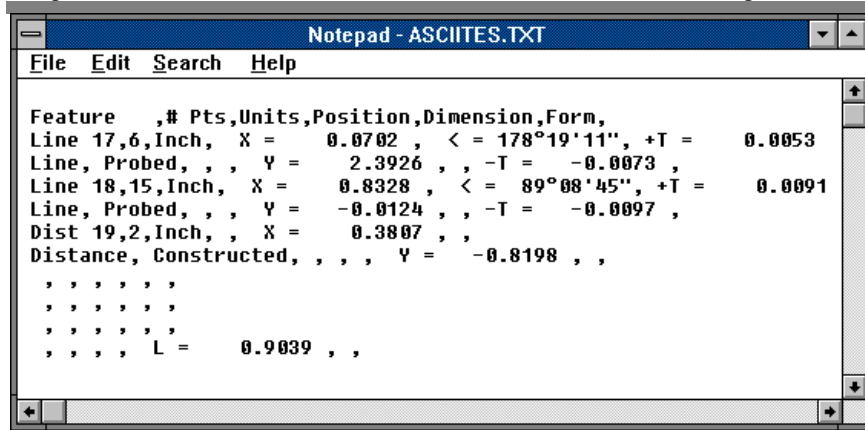 Notepad - ASCIITES.TXT
File Edit Search Help
Feature ,# Pts,Units,Position,Dimension,Form,
Line 17,6,Inch, X = 0.0702 , < = 178°19'11", +T = 0.0053
Line, Probed, , , Y = 2.3926 , , -T = -0.0073 ,
Line 18,15,Inch, X = 0.8328 , < = 89°08'45", +T = 0.0091
Line, Probed, , , Y = -0.0124 , , -T = -0.0097 ,
Dist 19,2,Inch, , X = 0.3807 , ,
Distance, Constructed, , , , Y = -0.8198 , ,
, , , , , ,
, , , , , ,
, , , , , ,
, , , , L = 0.9039 , ,